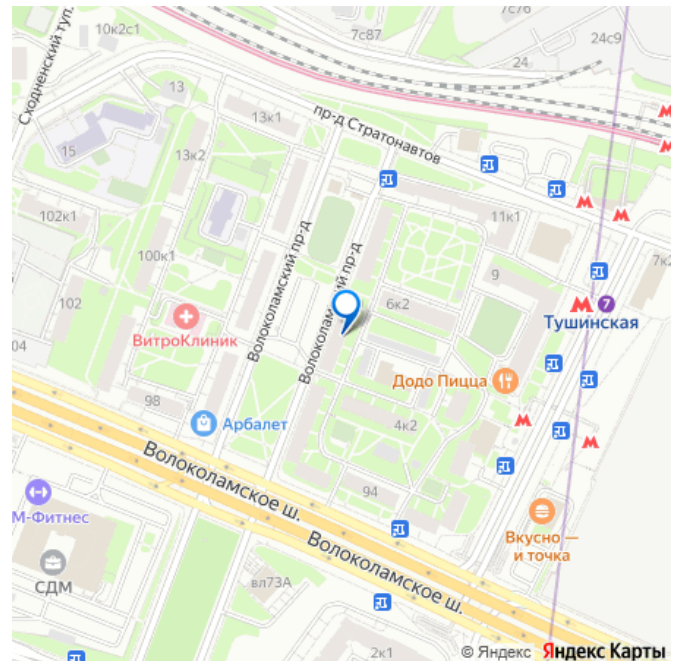 7с76
10к2с1
7с87
24с9
24
Сходненский туп.
13
13к1
пр-д Стратонавтов
15
13к2
102к1
11к1
100к1
Волоколамский пр-д
Волоколамский пр-д
9
7к2
102
6к2
7
Тушинская
ВитроКлиник
104
Додо Пицца
98
Арбалет
4к2
Волоколамское ш.
94
М-Фитнес
Вкусно —
и точка
Волоколамское ш.
СДМ
вл73А
2к1
© Яндекс Яндекс Карты